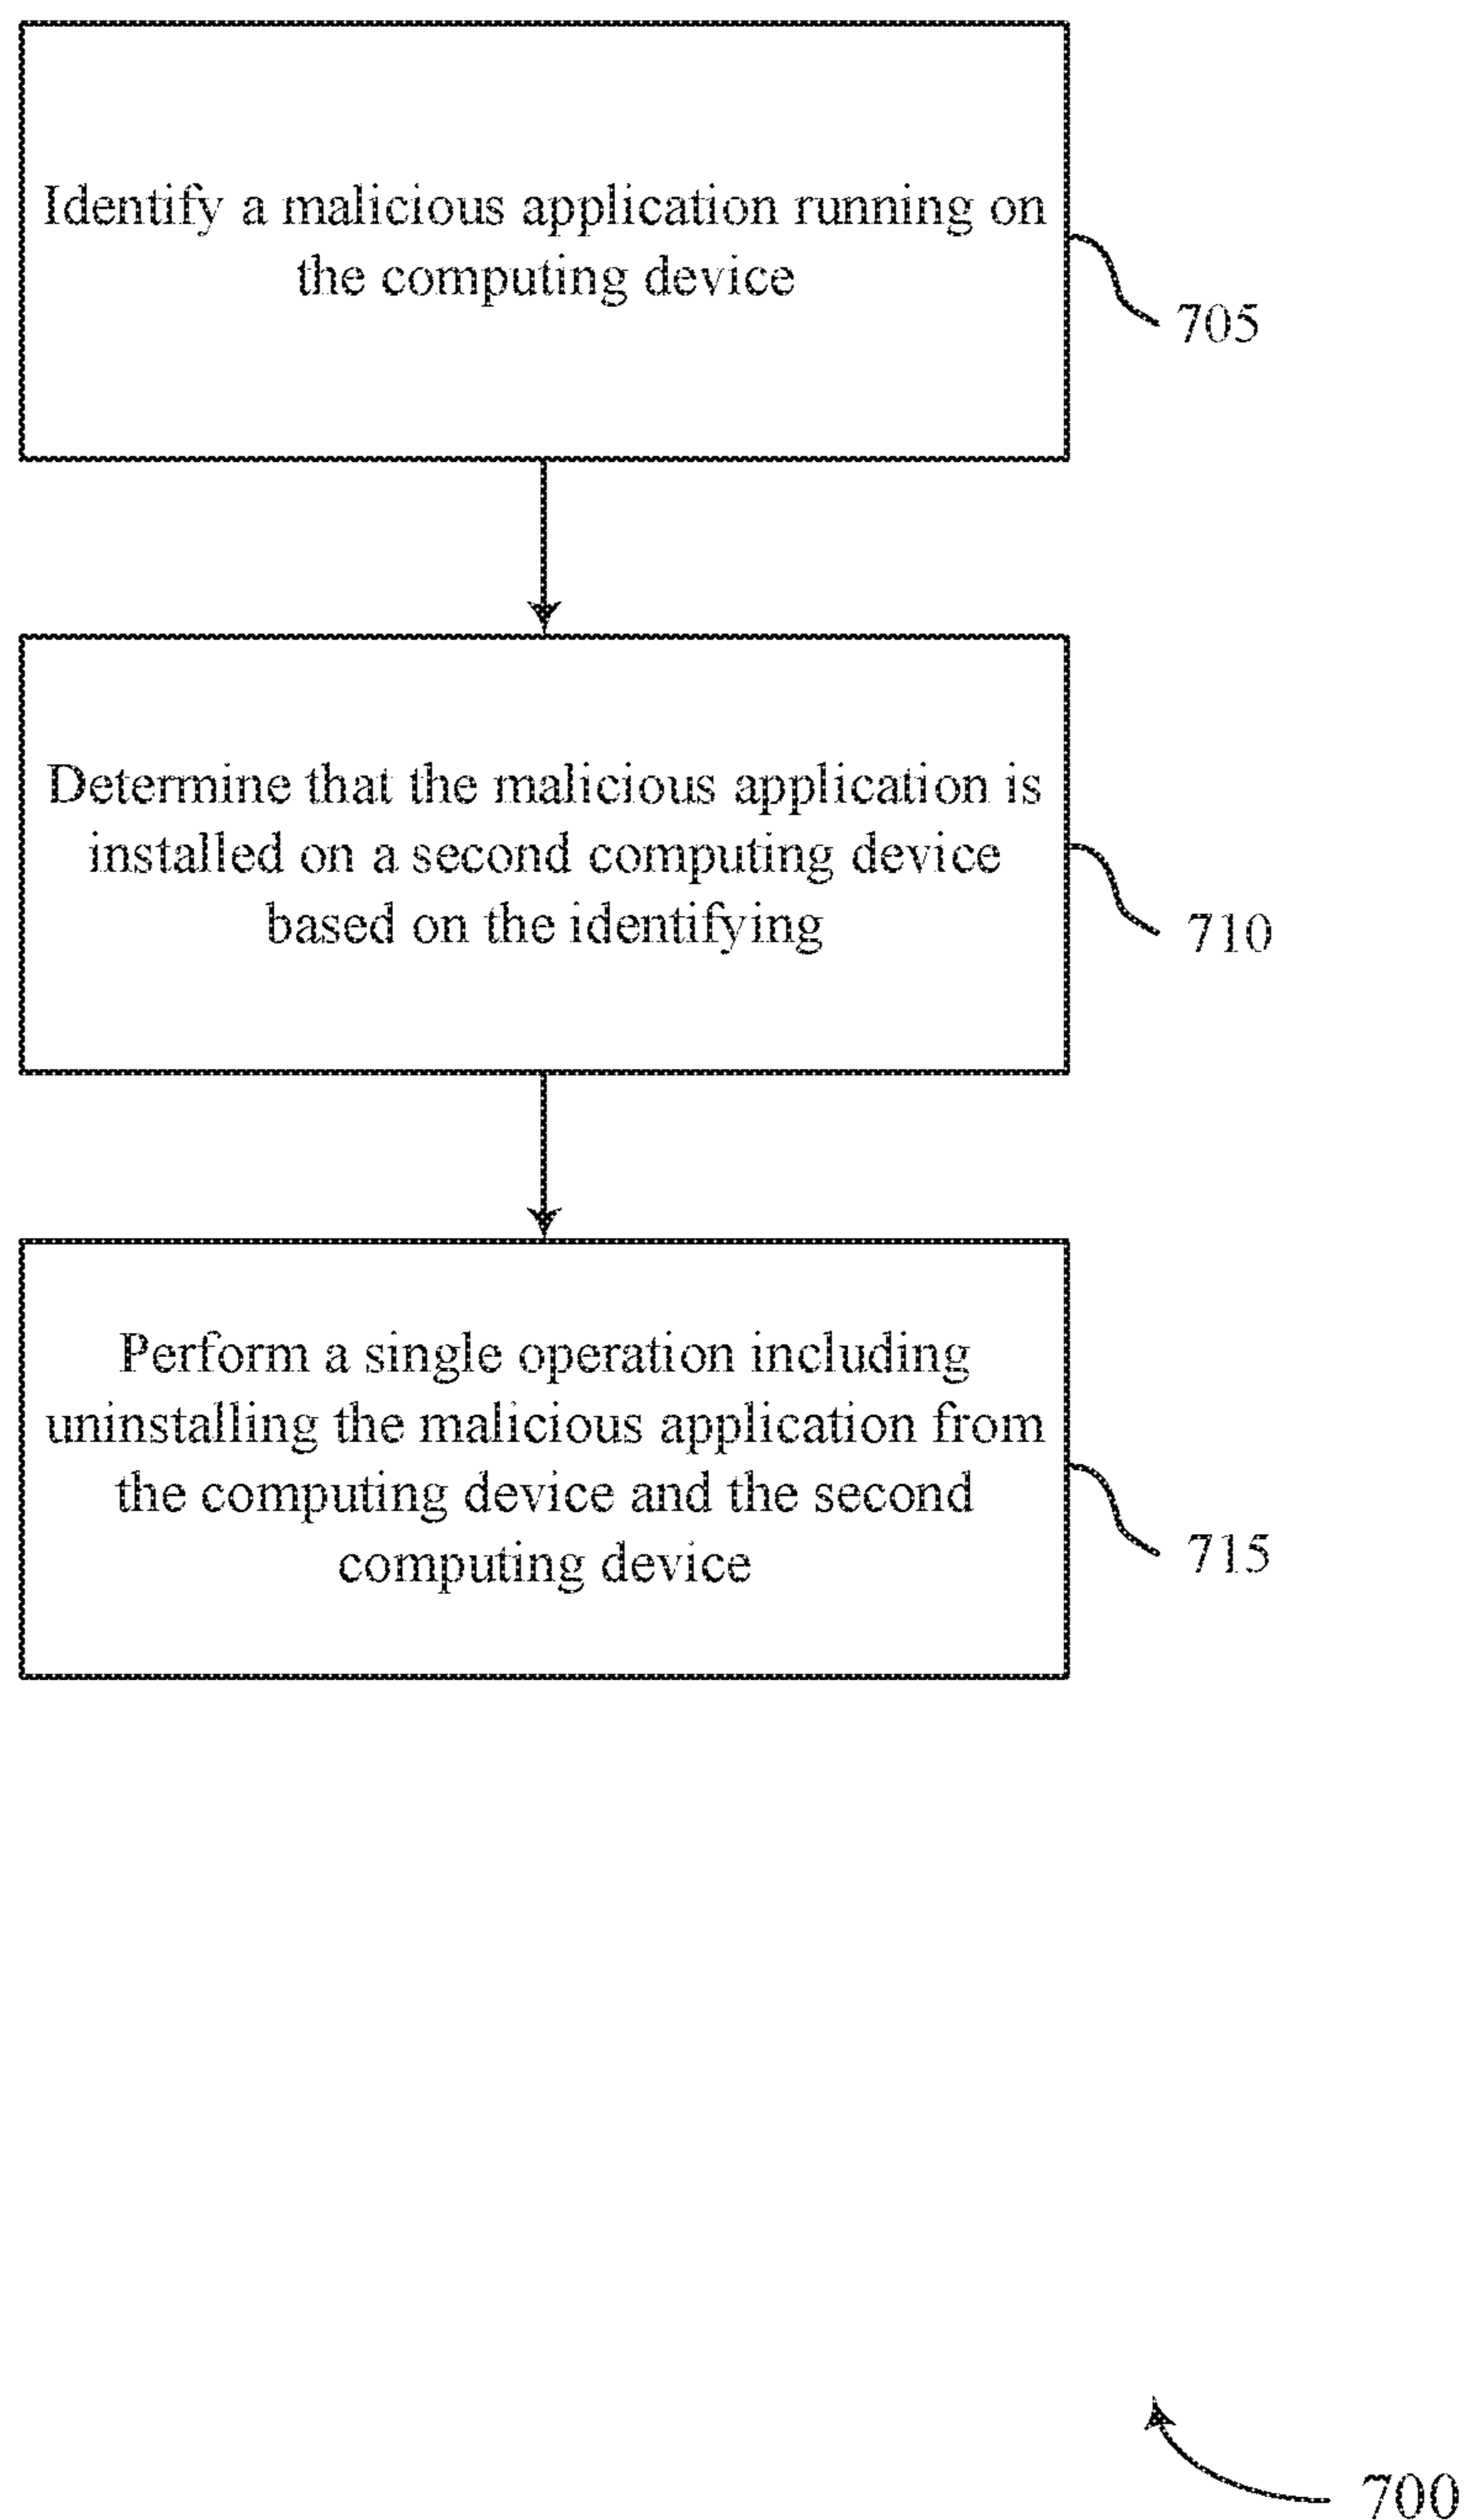 Identify a malicious application running on
the computing device
705
Determine that the malicious application is
installed on a second computing device
based on the identifying
710
Perform a single operation including
uninstalling the malicious application from
the computing device and the second
computing device
715
700